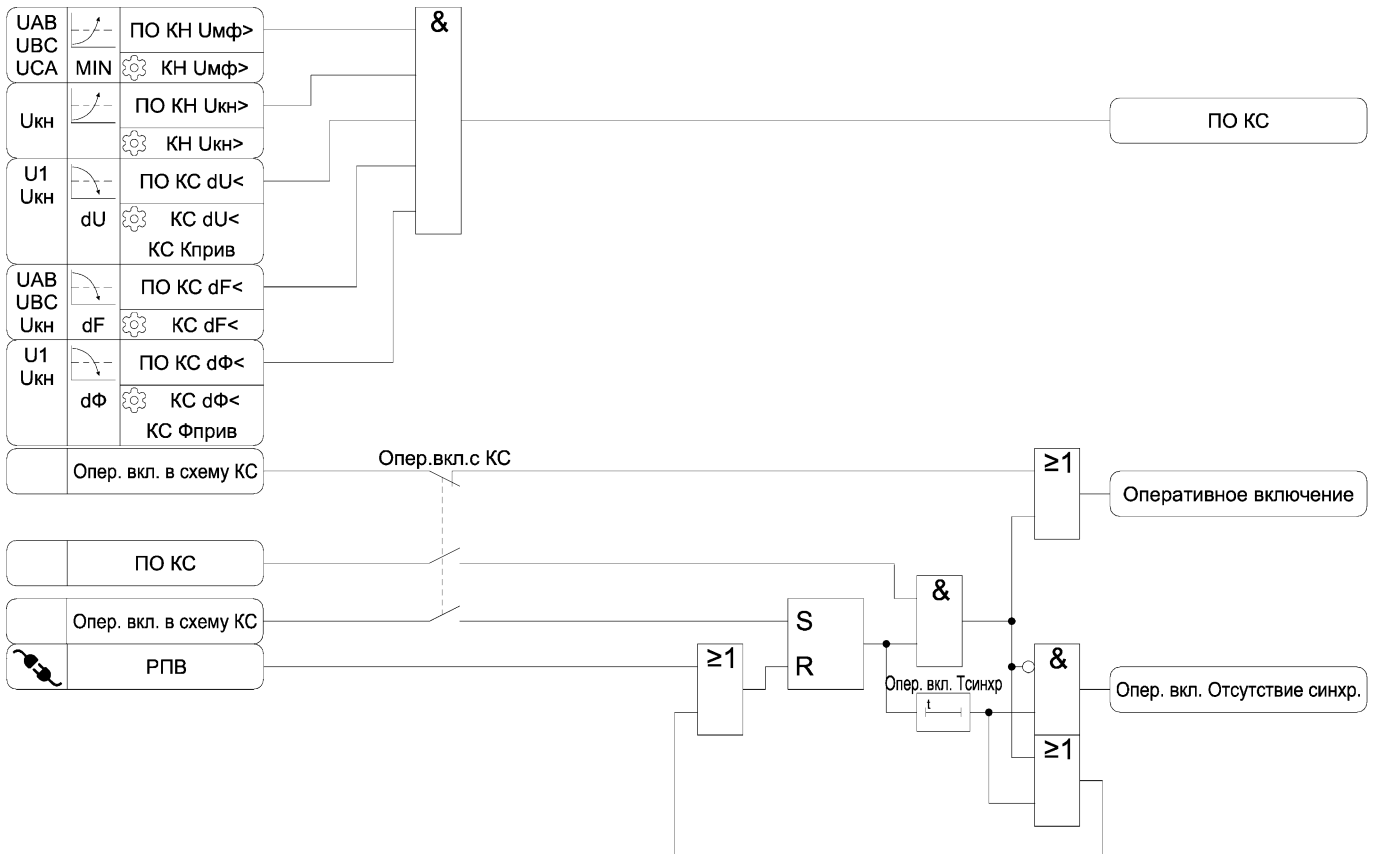 UAB
UBC
UCA
MIN
ПО КН Uмф>
КН Uмф>
&
Uкн
ПО КН Uкн>
КН Uкн>
ПО КС
U1
Uкн
dU
ПО КС dU<
КС dU<
КС Kприв
UAB
UBC
Uкн
dF
ПО КС dF<
КС dF<
U1
Uкн
dΦ
ПО КС dΦ<
КС dΦ<
КС Φприв
Опер. вкл. в схему КС
Опер.вкл.с КС
≥1
Оперативное включение
ПО КС
&
Опер. вкл. в схему КС
S
R
РПВ
≥1
Опер. вкл. Тсинхр
t
&
Опер. вкл. Отсутствие синхр.
≥1